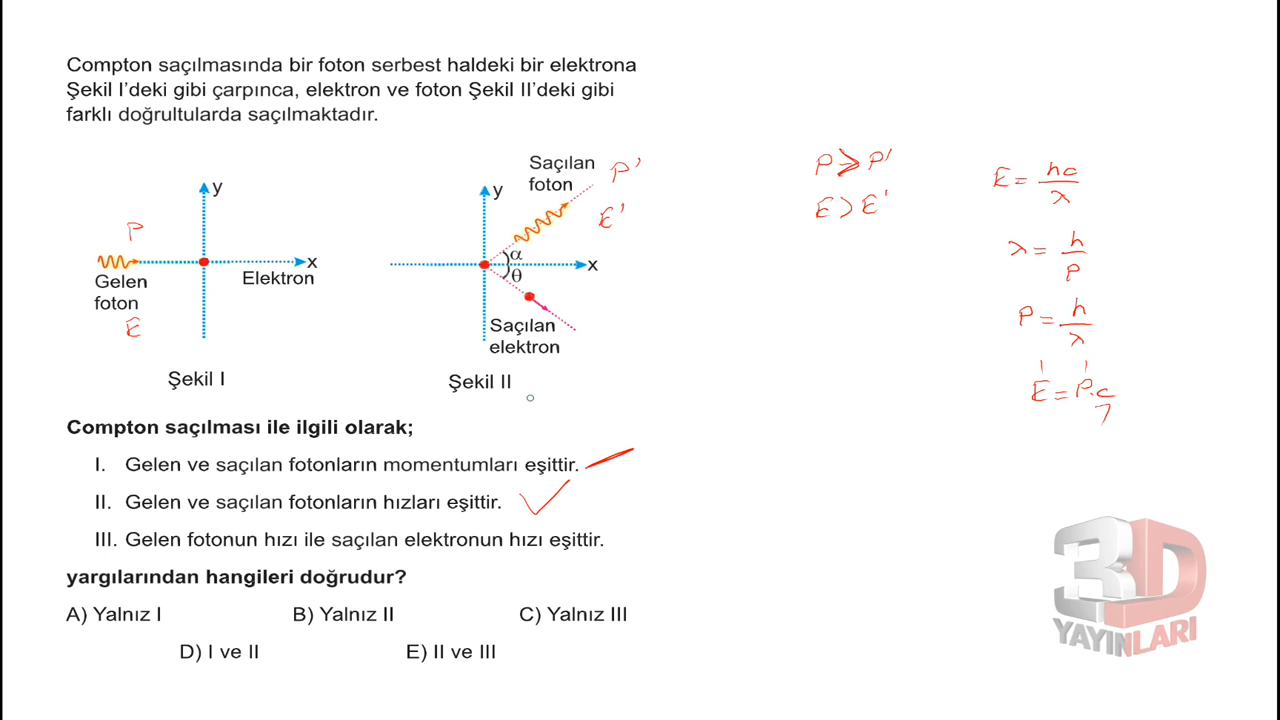 Compton saçılmasında bir foton serbest haldeki bir elektrona
Şekil I'deki gibi çarpınca, elektron ve foton Şekil II'deki gibi
farklı doğrultularda saçılmaktadır.
y
P
x
Gelen
foton
Elektron
E
Şekil I
Saçılan
foton
P'
E'
y
α
x
θ
Saçılan
elektron
Şekil II
P > P'
E > E'
E = hc/λ
λ = h/P
P = h/λ
E = P.c
Compton saçılması ile ilgili olarak;
I. Gelen ve saçılan fotonların momentumları eşittir.
II. Gelen ve saçılan fotonların hızları eşittir.
III. Gelen fotonun hızı ile saçılan elektronun hızı eşittir.
yargılarından hangileri doğrudur?
A) Yalnız I B) Yalnız II C) Yalnız III
D) I ve II E) II ve III
3D
YAYINLARI